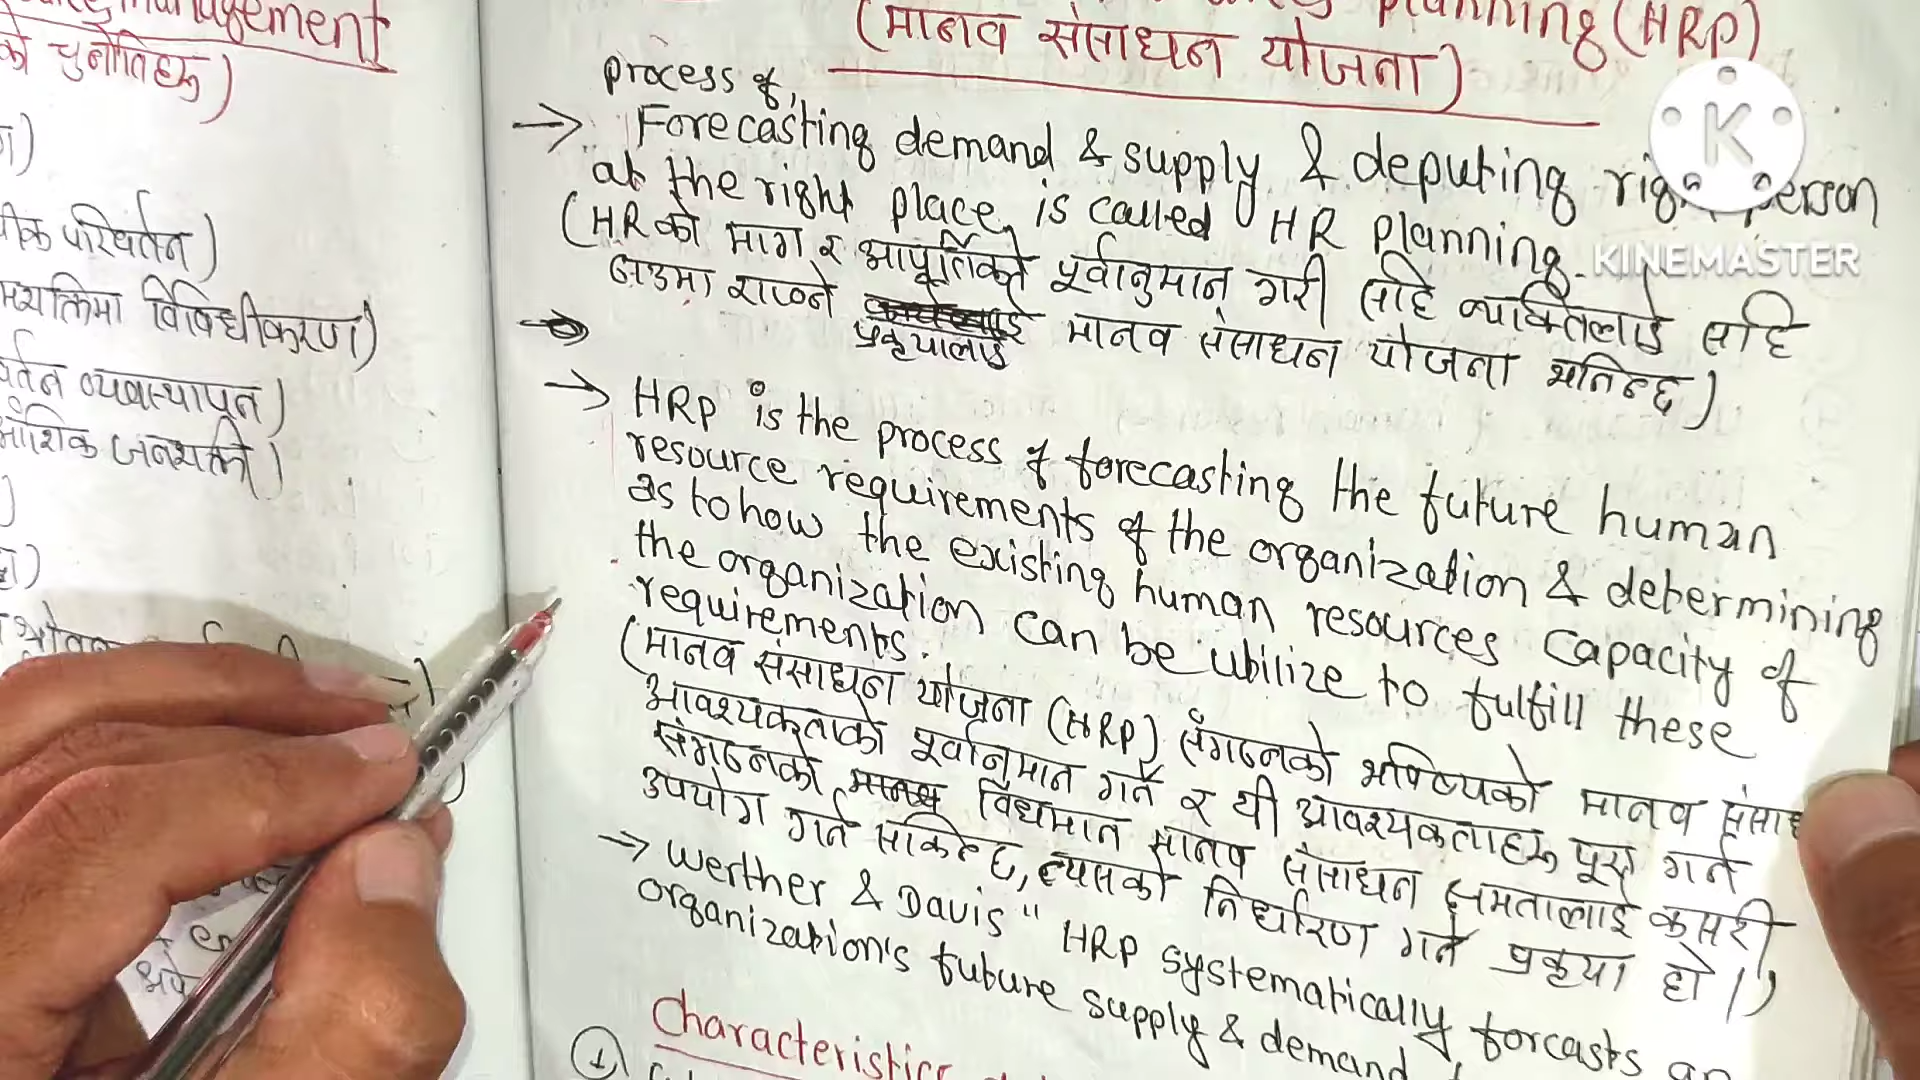 management
को चुनौतिहरू)
परिवर्तन)
विविधीकरण)
व्यवस्थापन)
planning (HRP)
(मानव संसाधन योजना)
process of,
→ Forecasting demand & supply & deputing right person
at the right place, is called HR planning.
(HRको माग र आपूर्तिको पूर्वानुमान गरी सहि व्यक्तिलाई सहि
ठाउमा राख्ने
प्रकृयालाई मानव संसाधन योजना भनिन्छ)
→ HRP is the process of forecasting the future human
resource requirements of the organization & determining
as to how the existing human resources capacity of
the organization can be utilize to fulfill these
requirements.
(मानव संसाधन योजना (HRP) सँगठनको भविष्यको मानव
आवश्यकताको पूर्वानुमान गर्ने र यी आवश्यकताहरू पूरा गर्न
संगठनको विद्यमान मानव संसाधन क्षमतालाई कसरी
उपयोग गर्न सकिन्छ, त्यसको निर्धारण गर्ने प्रकृया हो।)
→ Werther & Davis " HRP systematically forcasts an
organization's future supply & demand
Characteristics
①
K
KINEMASTER